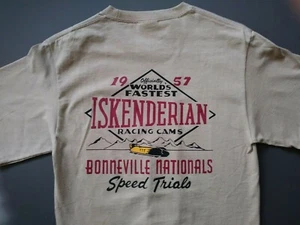 Officially
19 57
WORLDS
FASTEST
ISKENDERIAN
RACING CAMS
BONNEVILLE NATIONALS
Speed Trials